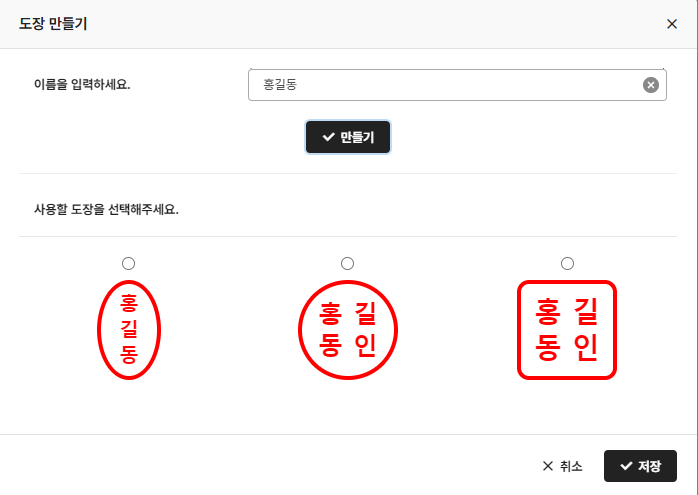 도장 만들기
이름을 입력하세요.
홍길동
만들기
사용할 도장을 선택해주세요.
홍
길
동
홍 길
동 인
홍 길
동 인
취소
저장